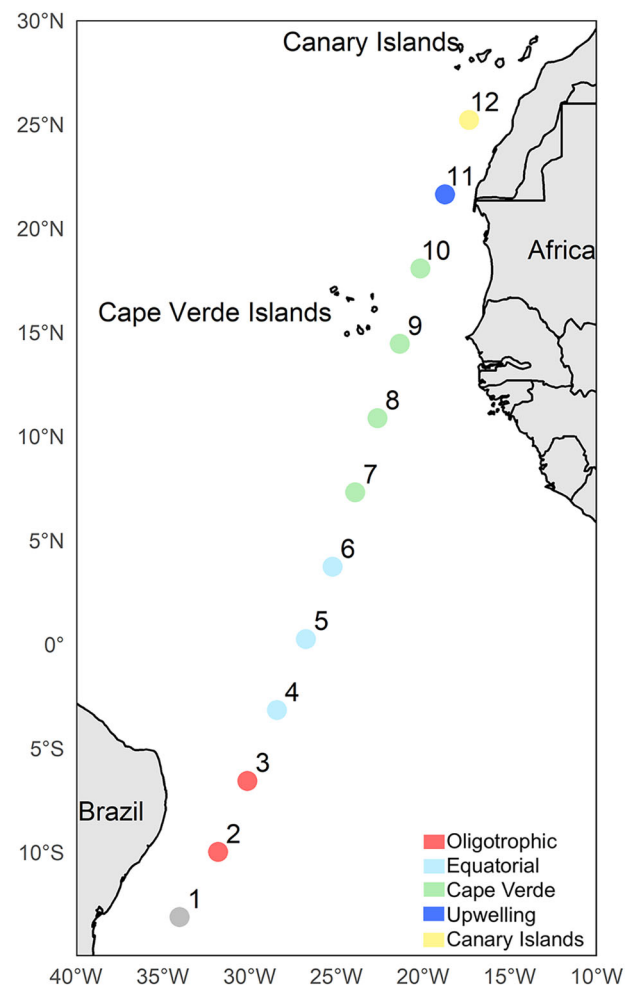 30°N
Canary Islands
12
25°N
11
20°N
10
Africa
Cape Verde Islands
15°N
9
8
10°N
7
5°N
6
5
0°
4
5°S
3
Brazil
2
10°S
1
Oligotrophic
Equatorial
Cape Verde
Upwelling
Canary Islands
40°W 35°W 30°W 25°W 20°W 15°W 10°W